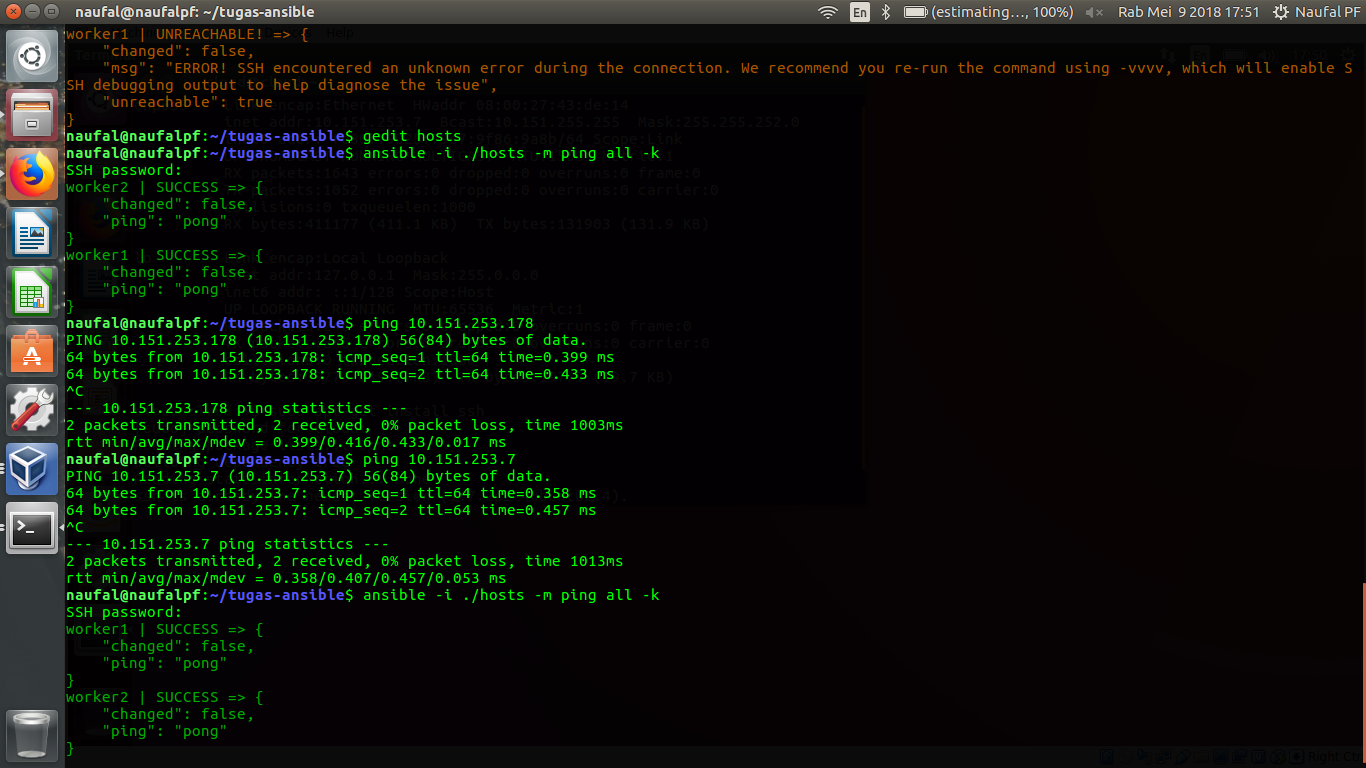 naufal@naufalpf: ~/tugas-ansible
En
(estimating..., 100%)
Rab Mei 9 2018 17:51
Naufal PF
worker1 | UNREACHABLE! => {
    "changed": false,
    "msg": "ERROR! SSH encountered an unknown error during the connection. We recommend you re-run the command using -vvvv, which will enable S
SH debugging output to help diagnose the issue",
    "unreachable": true
}
naufal@naufalpf:~/tugas-ansible$ gedit hosts
naufal@naufalpf:~/tugas-ansible$ ansible -i ./hosts -m ping all -k
SSH password:
worker2 | SUCCESS => {
    "changed": false,
    "ping": "pong"
}
worker1 | SUCCESS => {
    "changed": false,
    "ping": "pong"
}
naufal@naufalpf:~/tugas-ansible$ ping 10.151.253.178
PING 10.151.253.178 (10.151.253.178) 56(84) bytes of data.
64 bytes from 10.151.253.178: icmp_seq=1 ttl=64 time=0.399 ms
64 bytes from 10.151.253.178: icmp_seq=2 ttl=64 time=0.433 ms
^C
--- 10.151.253.178 ping statistics ---
2 packets transmitted, 2 received, 0% packet loss, time 1003ms
rtt min/avg/max/mdev = 0.399/0.416/0.433/0.017 ms
naufal@naufalpf:~/tugas-ansible$ ping 10.151.253.7
PING 10.151.253.7 (10.151.253.7) 56(84) bytes of data.
64 bytes from 10.151.253.7: icmp_seq=1 ttl=64 time=0.358 ms
64 bytes from 10.151.253.7: icmp_seq=2 ttl=64 time=0.457 ms
^C
--- 10.151.253.7 ping statistics ---
2 packets transmitted, 2 received, 0% packet loss, time 1013ms
rtt min/avg/max/mdev = 0.358/0.407/0.457/0.053 ms
naufal@naufalpf:~/tugas-ansible$ ansible -i ./hosts -m ping all -k
SSH password:
worker1 | SUCCESS => {
    "changed": false,
    "ping": "pong"
}
worker2 | SUCCESS => {
    "changed": false,
    "ping": "pong"
}